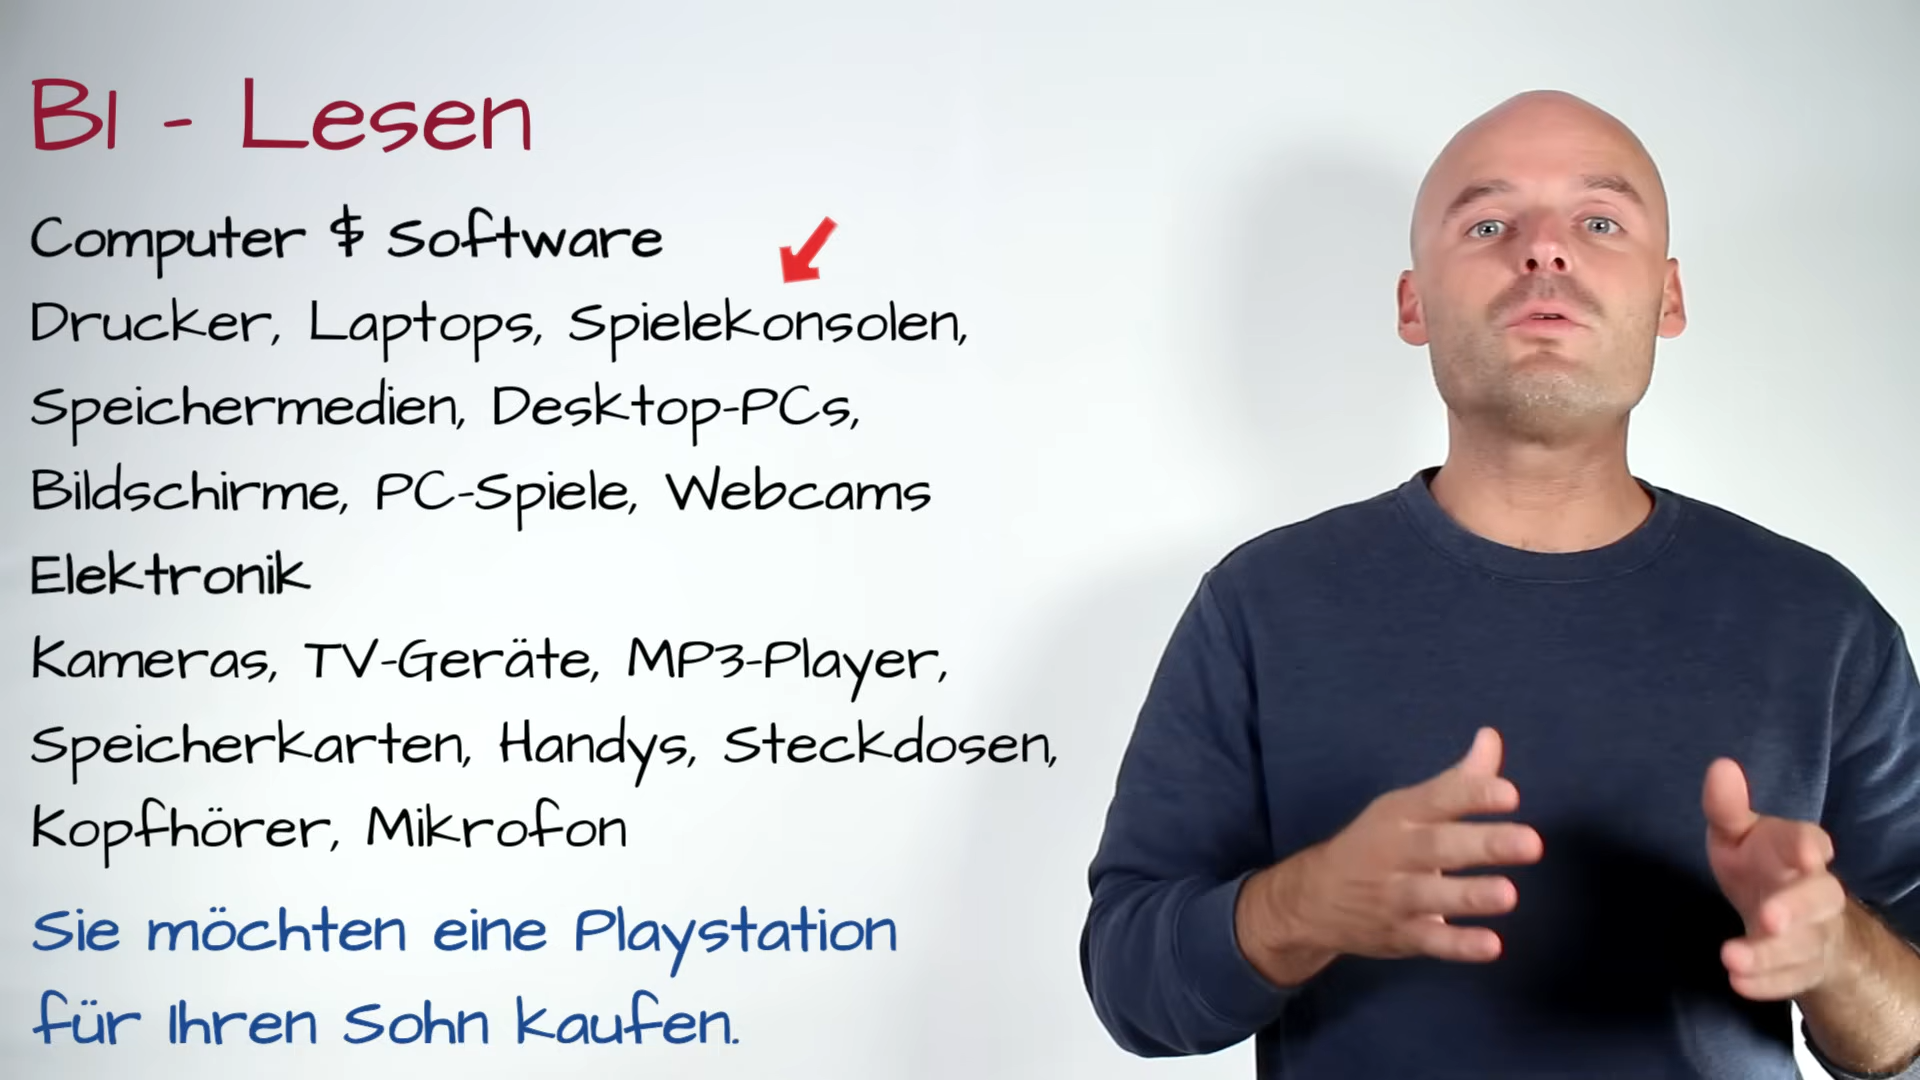 B1 - Lesen
Computer & Software
Drucker, Laptops, Spielekonsolen,
Speichermedien, Desktop-PCs,
Bildschirme, PC-Spiele, Webcams
Elektronik
Kameras, TV-Geräte, MP3-Player,
Speicherkarten, Handys, Steckdosen,
Kopfhörer, Mikrofon
Sie möchten eine Playstation
für Ihren Sohn kaufen.